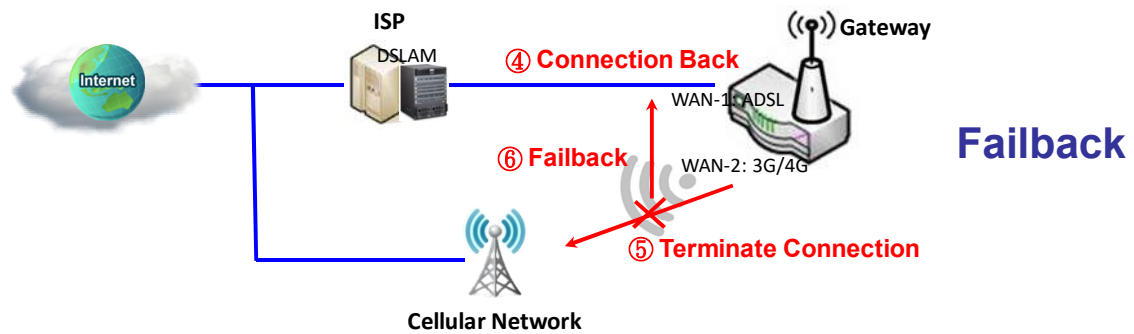 ISP
Gateway
DSLAM
④ Connection Back
Internet
WAN-1: ADSL
Failback
⑥ Failback
WAN-2: 3G/4G
⑤ Terminate Connection
Cellular Network